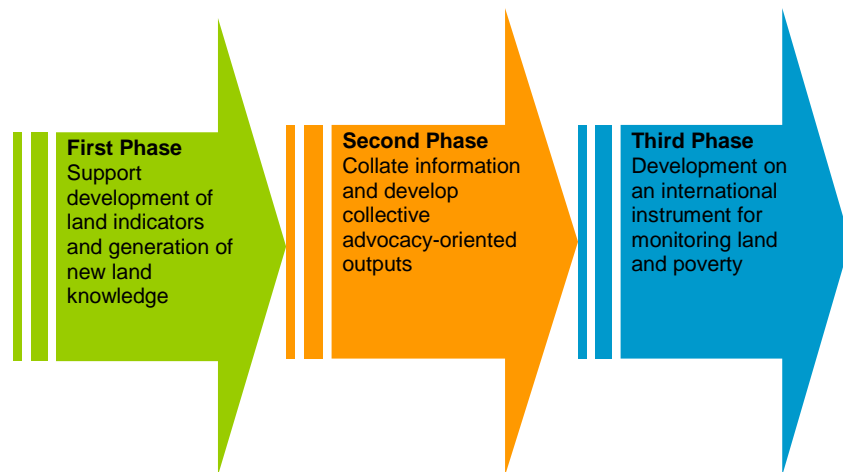 First Phase
Support
development of
land indicators
and generation of
new land
knowledge
Second Phase
Collate information
and develop
collective
advocacy-oriented
outputs
Third Phase
Development on
an international
instrument for
monitoring land
and poverty